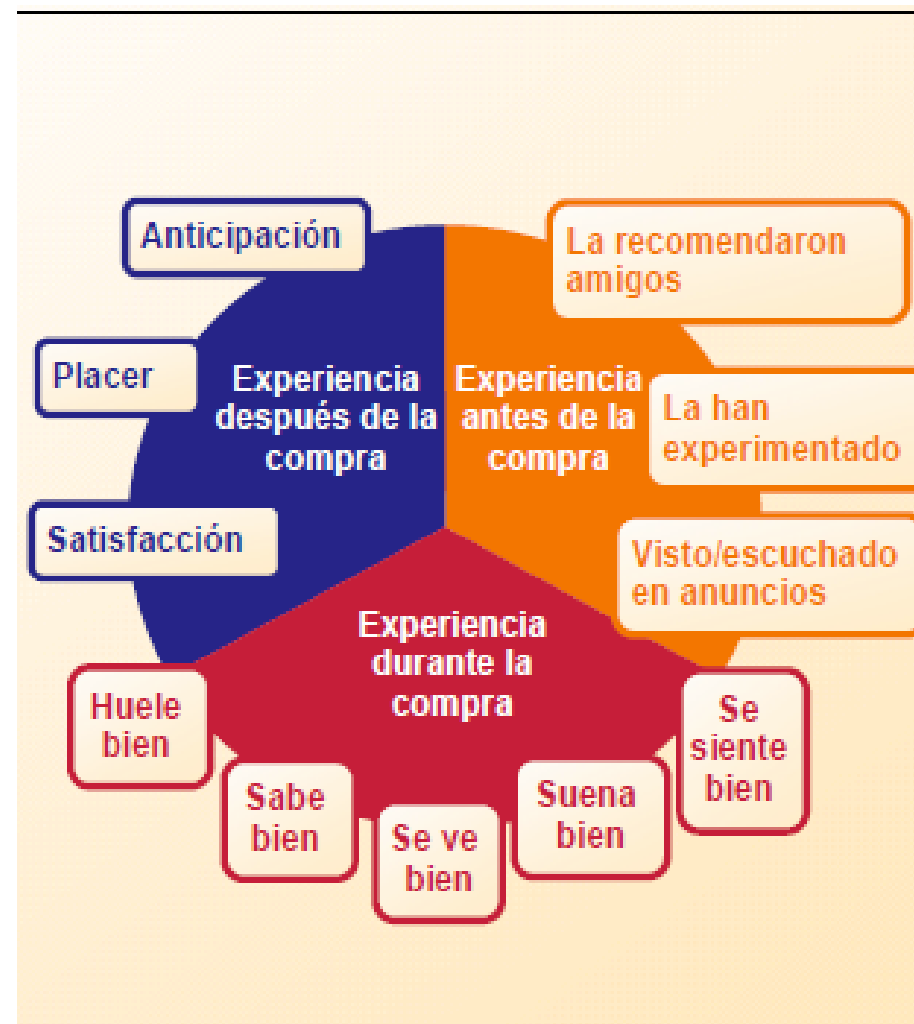 Anticipación
Placer
Satisfacción
Experiencia
después de la
compra
Experiencia
antes de la
compra
La recomendaron
amigos
La han
experimentado
Visto/escuchado
en anuncios
Experiencia
durante la
compra
Huele
bien
Sabe
bien
Se ve
bien
Suena
bien
Se
siente
bien